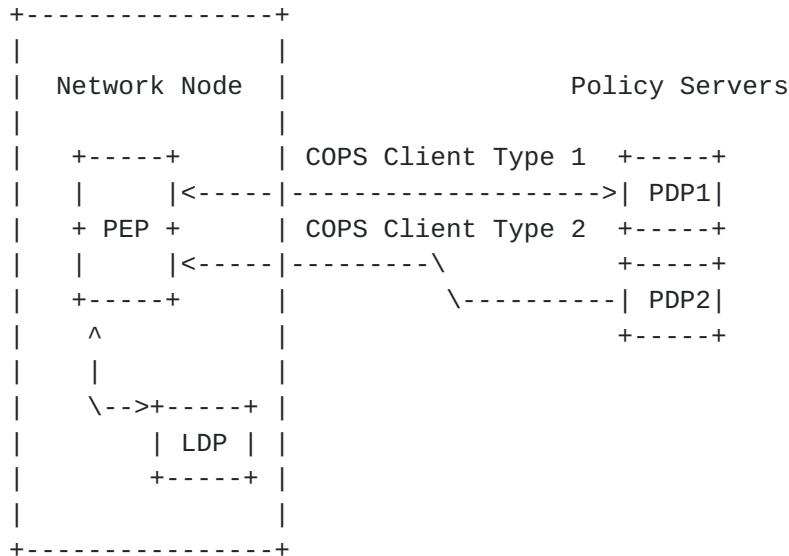 Network Node Policy Servers
COPS Client Type 1
PDP1
PEP COPS Client Type 2
PDP2
LDP